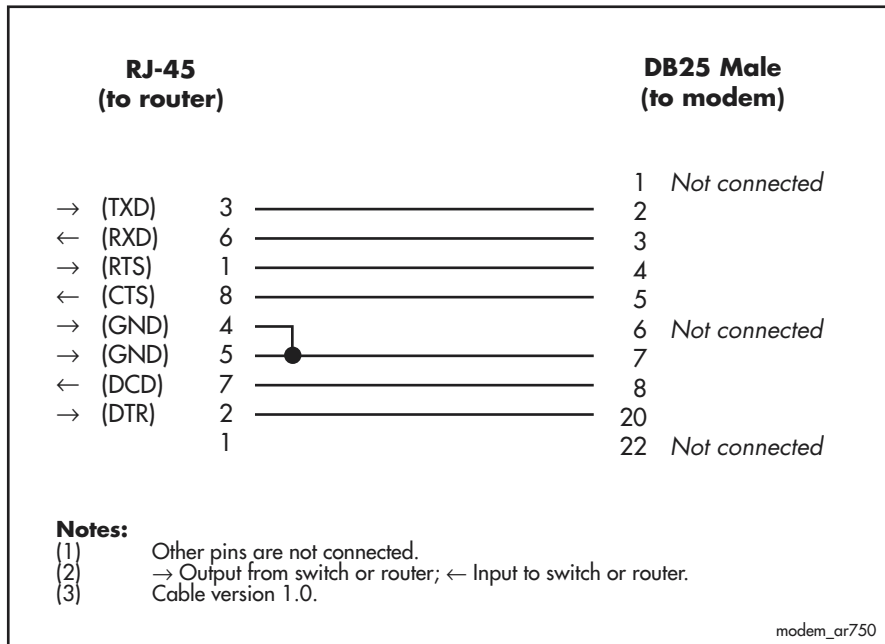 RJ-45 DB25 Male
(to router) (to modem)
1 Not connected
→ (TXD) 3 2
← (RXD) 6 3
→ (RTS) 1 4
← (CTS) 8 5
→ (GND) 4 6 Not connected
→ (GND) 5 7
← (DCD) 7 8
→ (DTR) 2 20
1 22 Not connected
Notes:
(1) Other pins are not connected.
(2) → Output from switch or router; ← Input to switch or router.
(3) Cable version 1.0.
modem_ar750